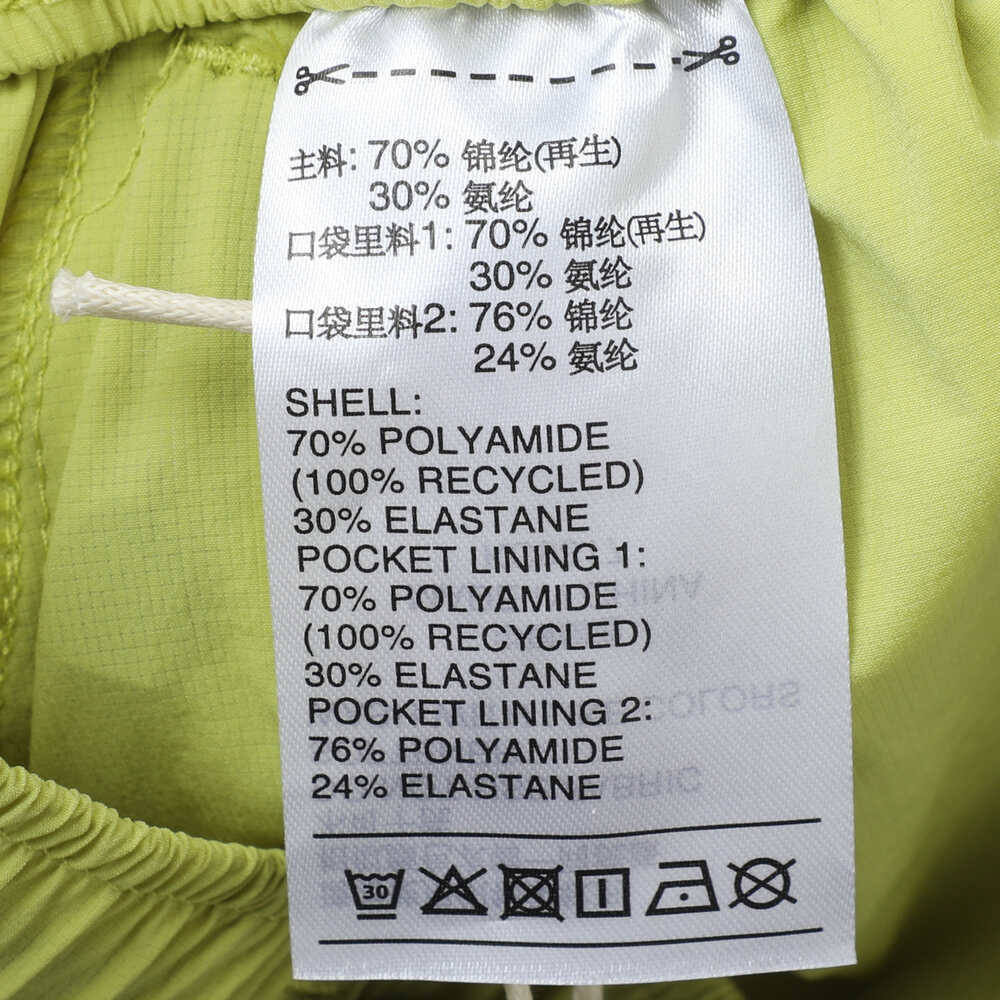 主料: 70% 锦纶(再生)
30% 氨纶
口袋里料1: 70% 锦纶(再生)
30% 氨纶
口袋里料2: 76% 锦纶
24% 氨纶
SHELL:
70% POLYAMIDE
(100% RECYCLED)
30% ELASTANE
POCKET LINING 1:
70% POLYAMIDE
(100% RECYCLED)
30% ELASTANE
POCKET LINING 2:
76% POLYAMIDE
24% ELASTANE
30